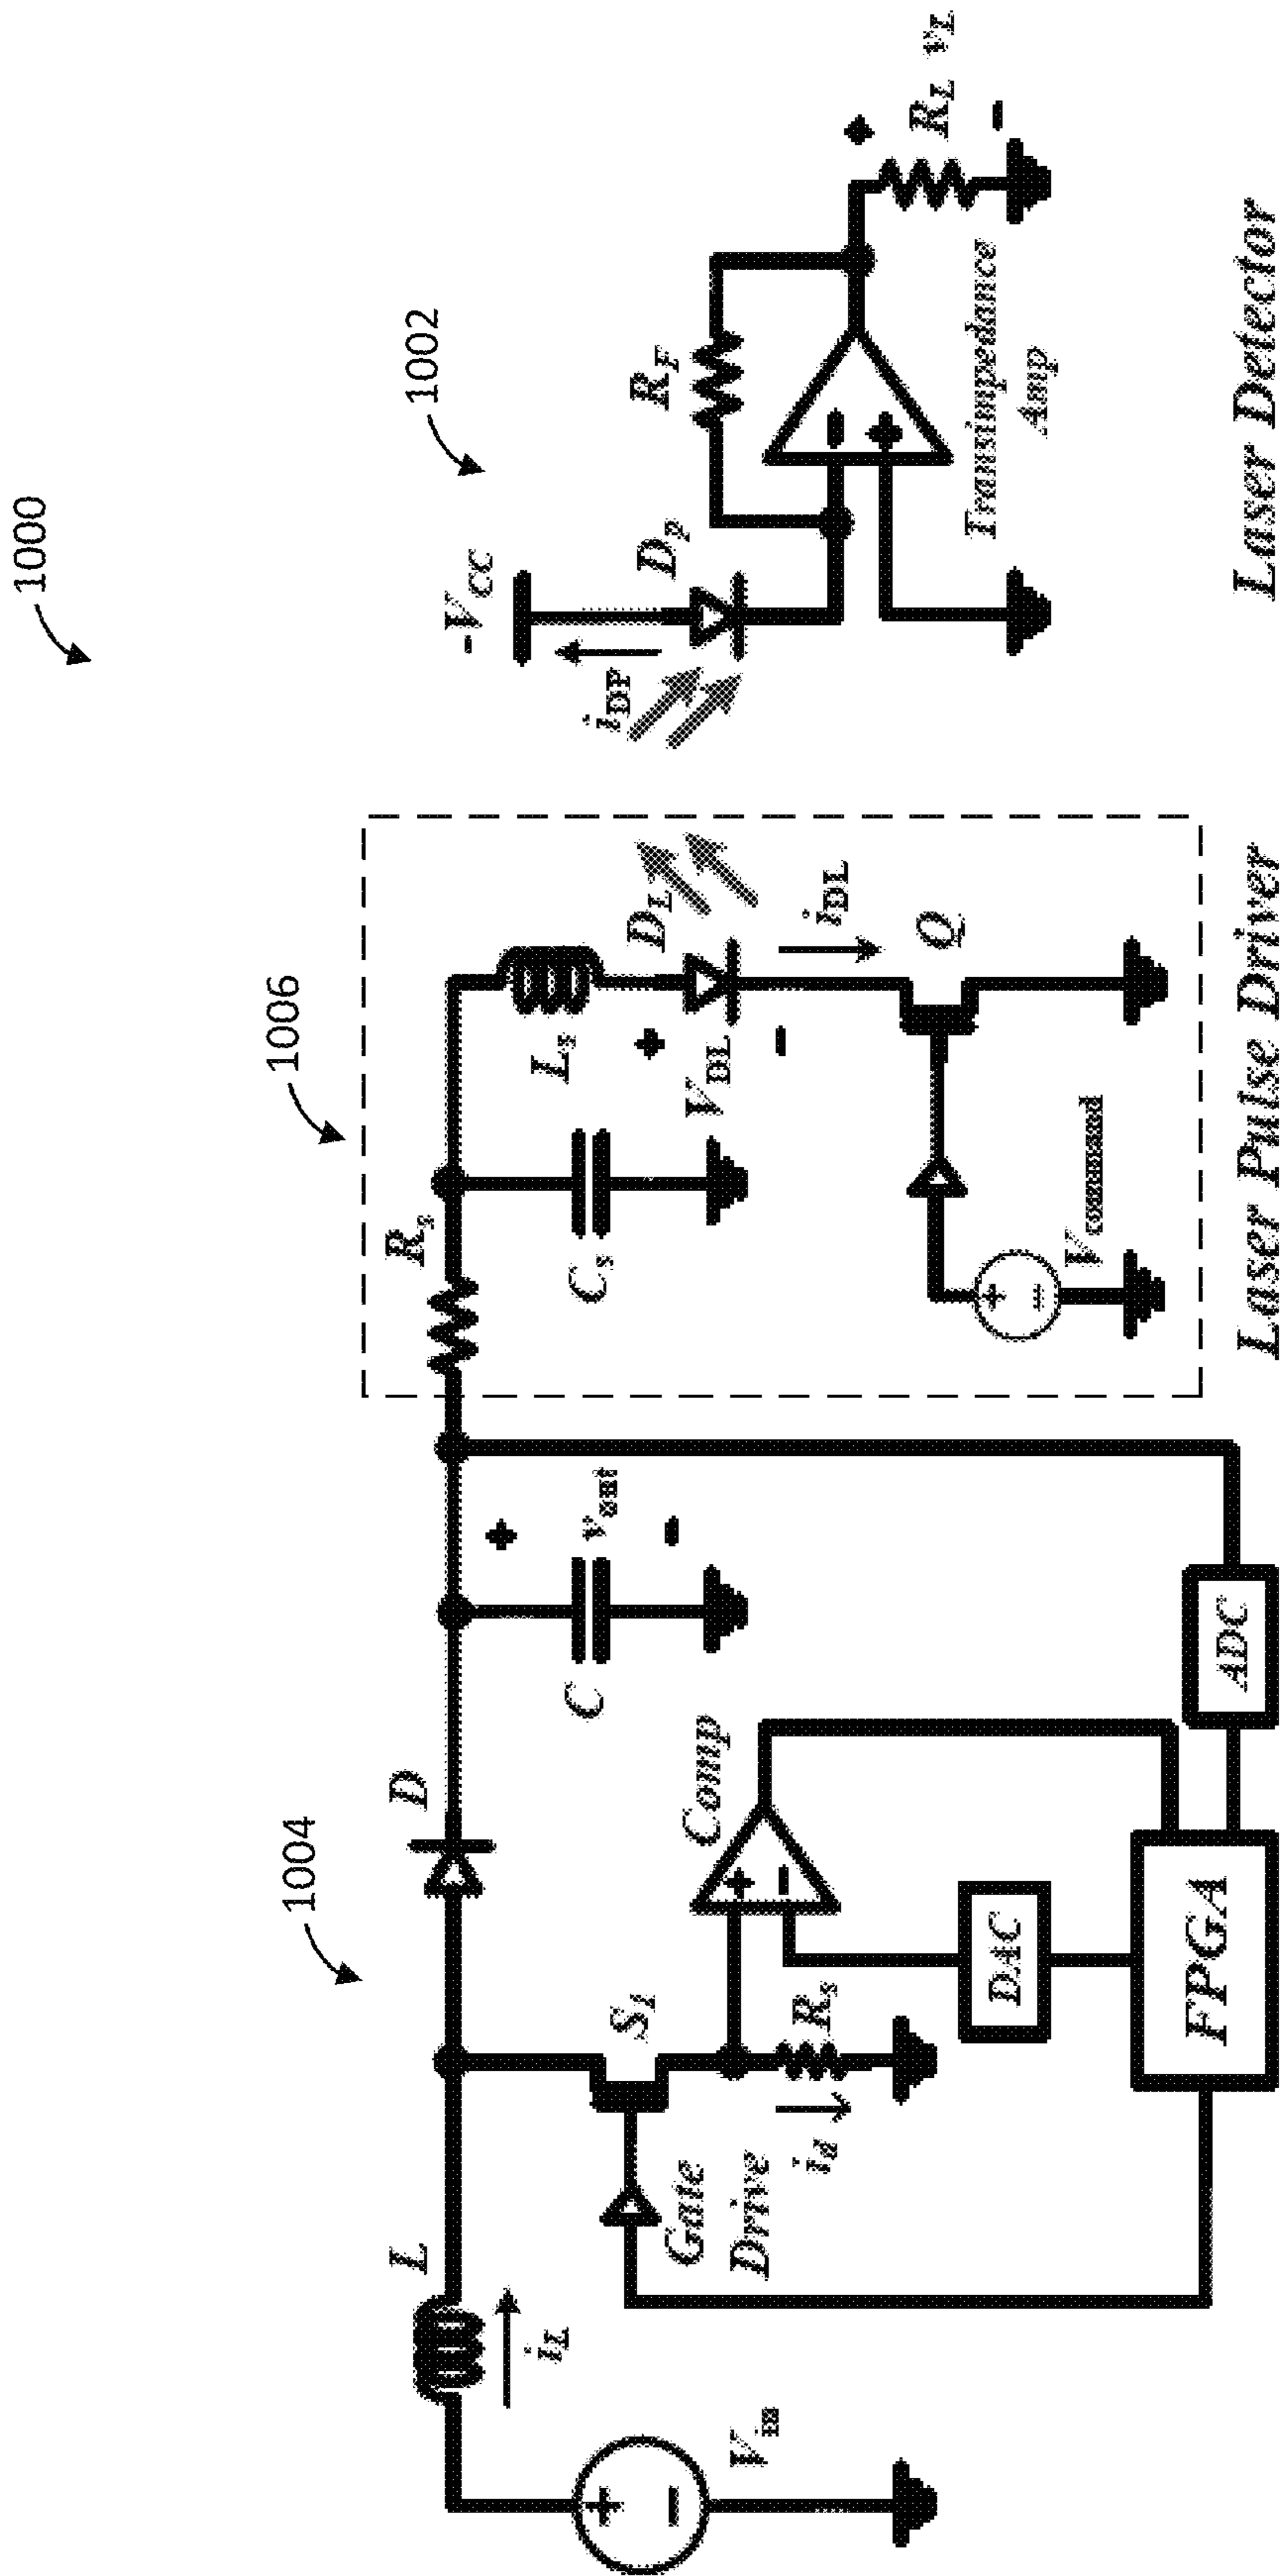 1000
1004
1006
1002
L
i_L
V_in
D
S_1
Gate
Drive
i_d
R_s
Comp
DAC
FPGA
ADC
C
v_out
R_s
C_s
L_s
D_L
V_DL
i_DL
Q
V_command
Laser Pulse Driver
-V_CC
i_DP
D_P
R_F
Transimpedance
Amp
R_L
v_L
Laser Detector